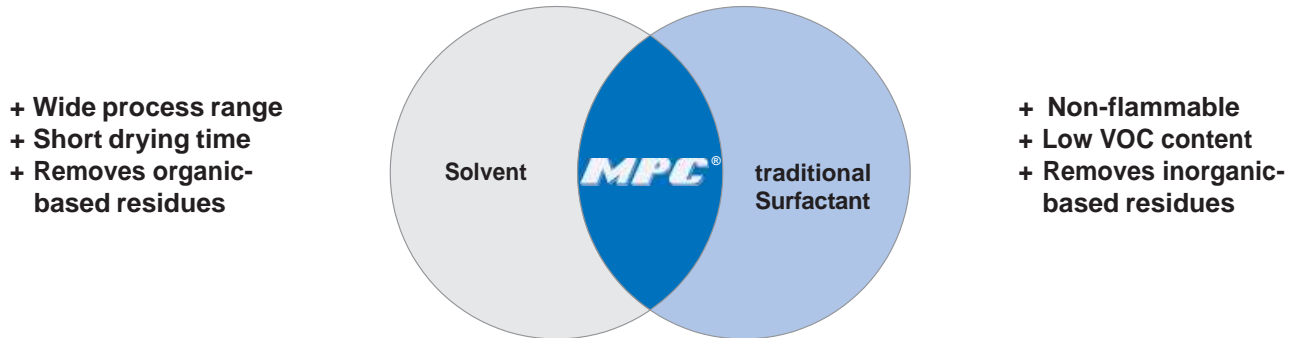 + Wide process range
+ Short drying time
+ Removes organic-
based residues
Solvent
MPC®
traditional
Surfactant
+ Non-flammable
+ Low VOC content
+ Removes inorganic-
based residues